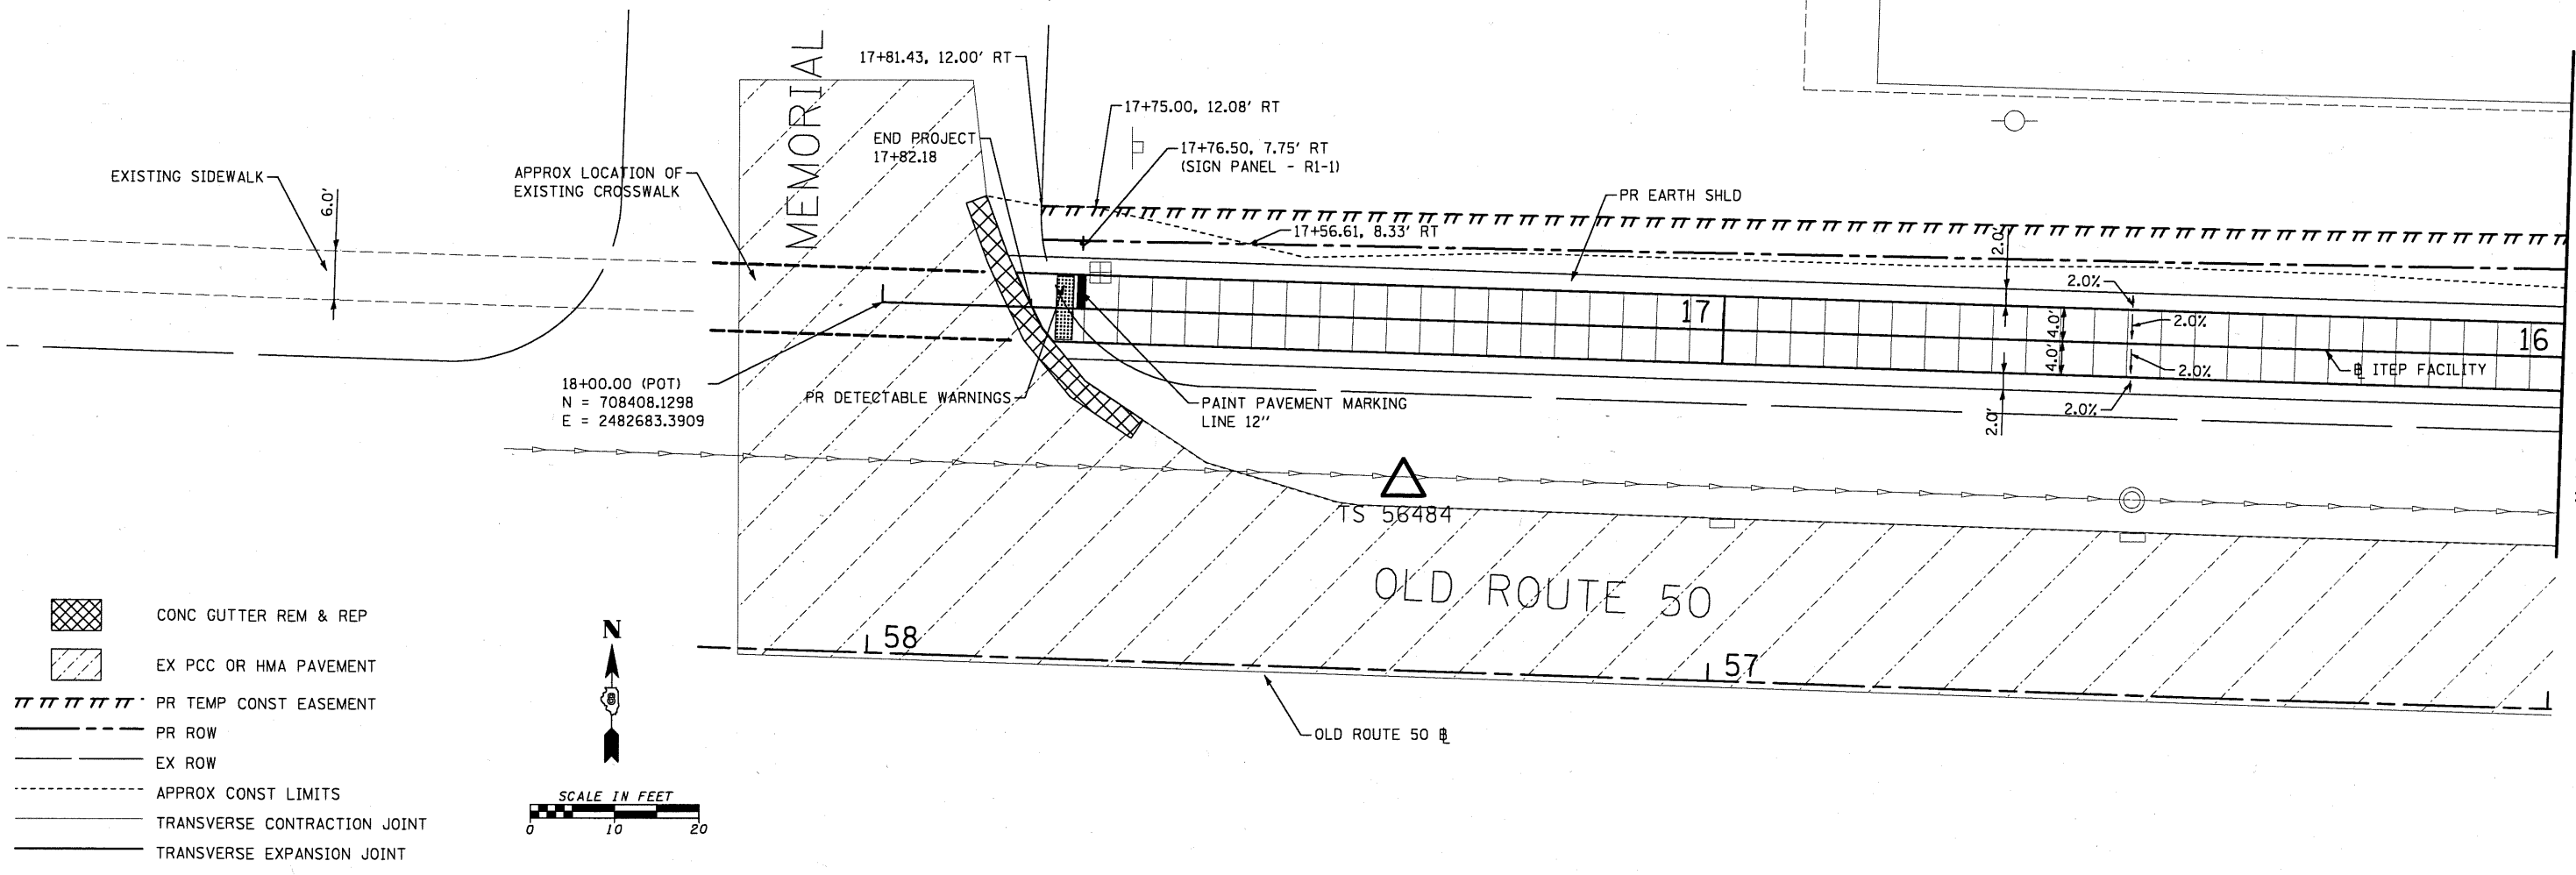 MEMORIAL
17+81.43, 12.00' RT
17+75.00, 12.08' RT
END PROJECT
17+82.18
17+76.50, 7.75' RT
(SIGN PANEL - R1-1)
EXISTING SIDEWALK
6.0'
APPROX LOCATION OF
EXISTING CROSSWALK
PR EARTH SHLD
17+56.61, 8.33' RT
2.0'
2.0%
17
4.0'
2.0%
16
4.0'
2.0%
℄ ITEP FACILITY
2.0%
2.0'
18+00.00 (POT)
N = 708408.1298
E = 2482683.3909
PR DETECTABLE WARNINGS
PAINT PAVEMENT MARKING
LINE 12"
TS 56484
OLD ROUTE 50
58
57
OLD ROUTE 50 ℄
CONC GUTTER REM & REP
EX PCC OR HMA PAVEMENT
PR TEMP CONST EASEMENT
PR ROW
EX ROW
APPROX CONST LIMITS
TRANSVERSE CONTRACTION JOINT
TRANSVERSE EXPANSION JOINT
N
SCALE IN FEET
0 10 20